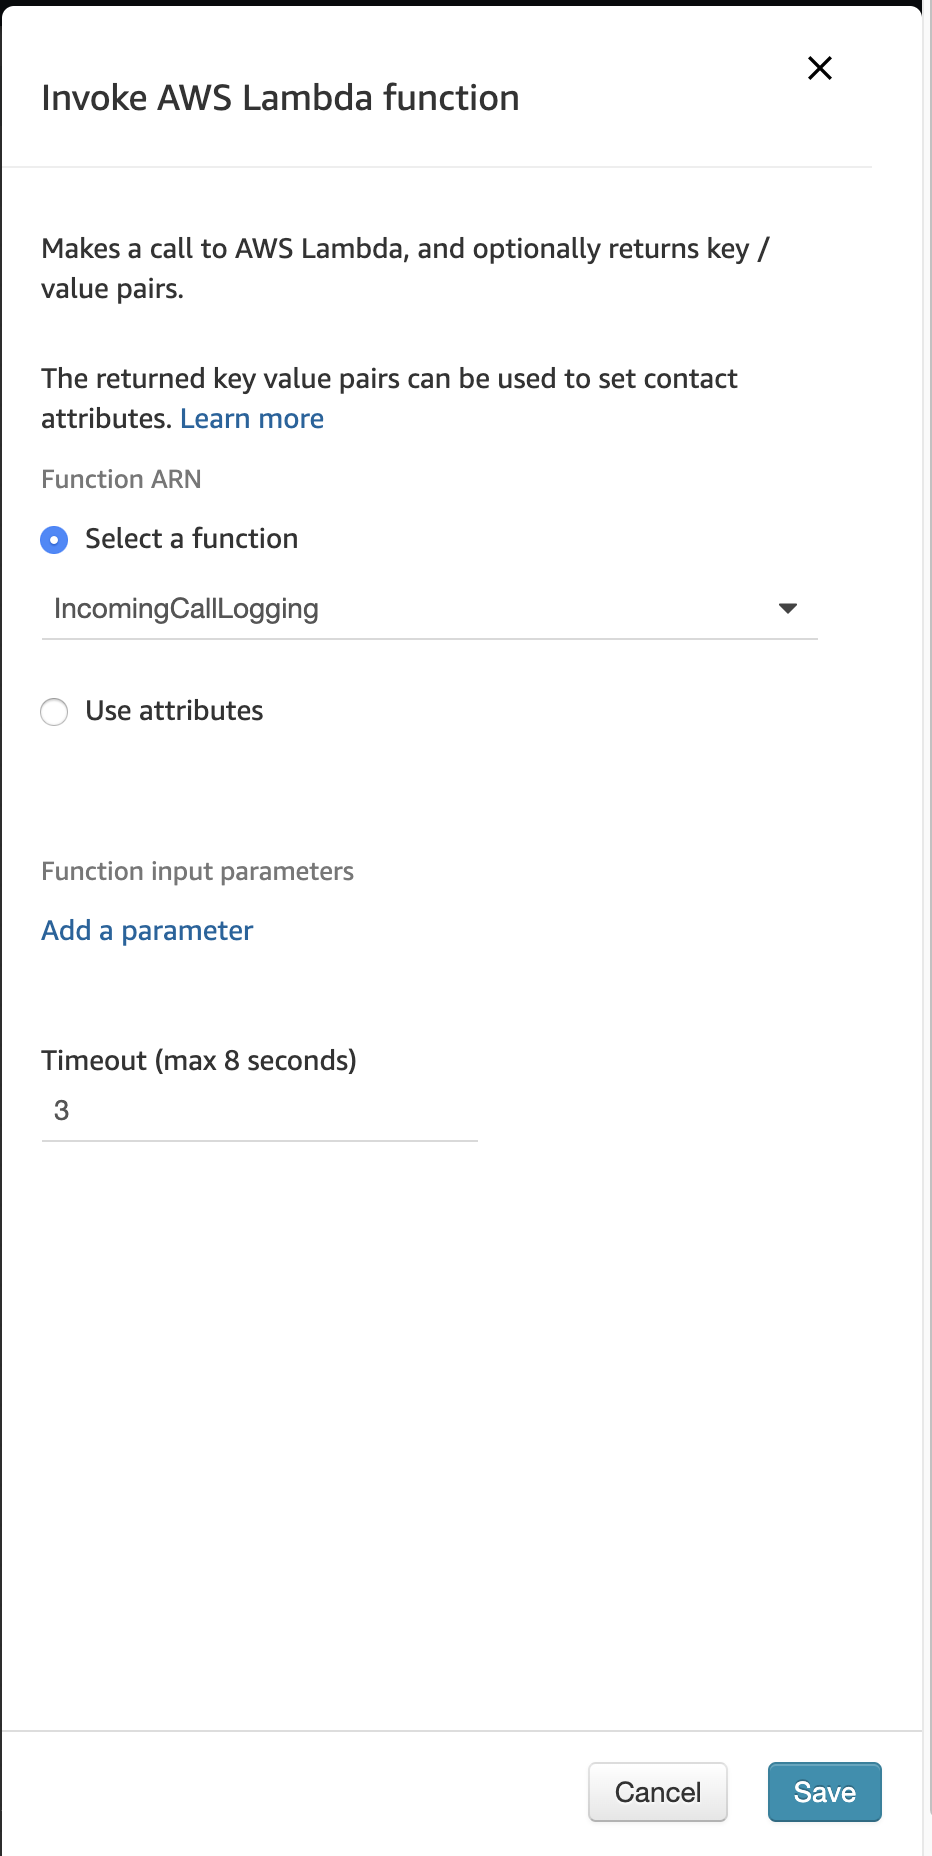 Invoke AWS Lambda function
Makes a call to AWS Lambda, and optionally returns key /
value pairs.
The returned key value pairs can be used to set contact
attributes. Learn more
Function ARN
Select a function
IncomingCallLogging
Use attributes
Function input parameters
Add a parameter
Timeout (max 8 seconds)
3
Cancel Save